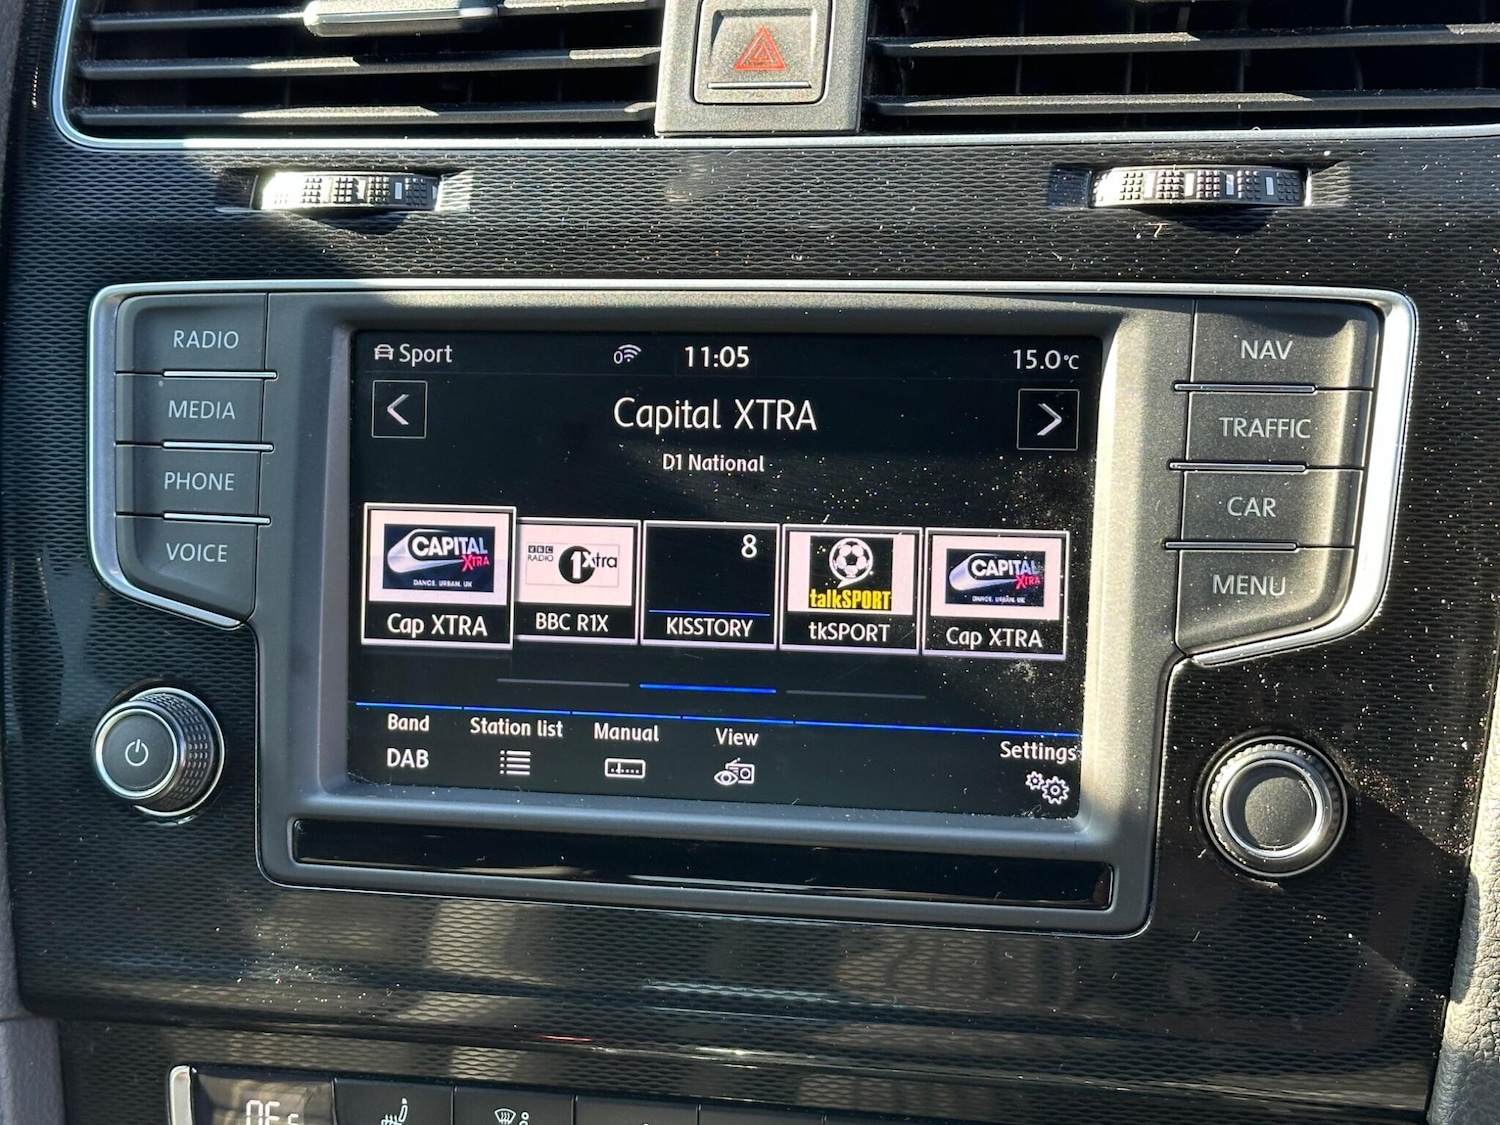 RADIO
MEDIA
PHONE
VOICE
Sport
0
11:05
15.0°C
Capital XTRA
D1 National
CAPITAL
XTRA
DANCE. URBAN. UK
Cap XTRA
BBC
RADIO
1Xtra
BBC R1X
8
KISSTORY
talkSPORT
tkSPORT
CAPITAL
XTRA
DANCE. URBAN. UK
Cap XTRA
Band
DAB
Station list
Manual
View
Settings
NAV
TRAFFIC
CAR
MENU